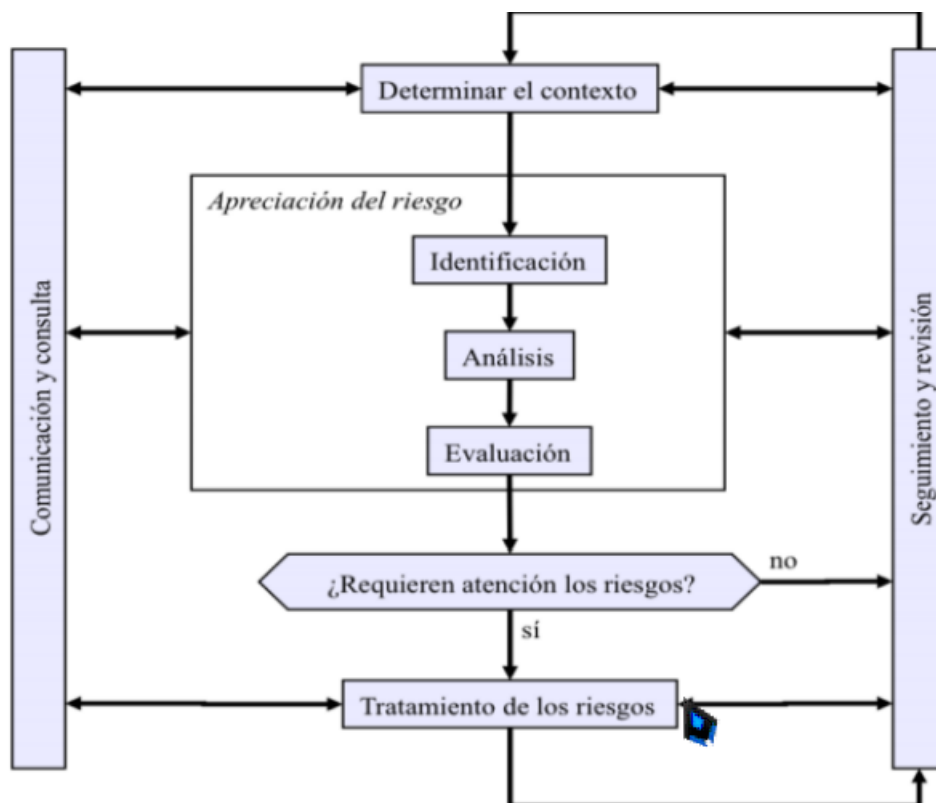 Determinar el contexto
Apreciación del riesgo
Identificación
Análisis
Evaluación
Comunicación y consulta
Seguimiento y revisión
¿Requieren atención los riesgos?
no
sí
Tratamiento de los riesgos